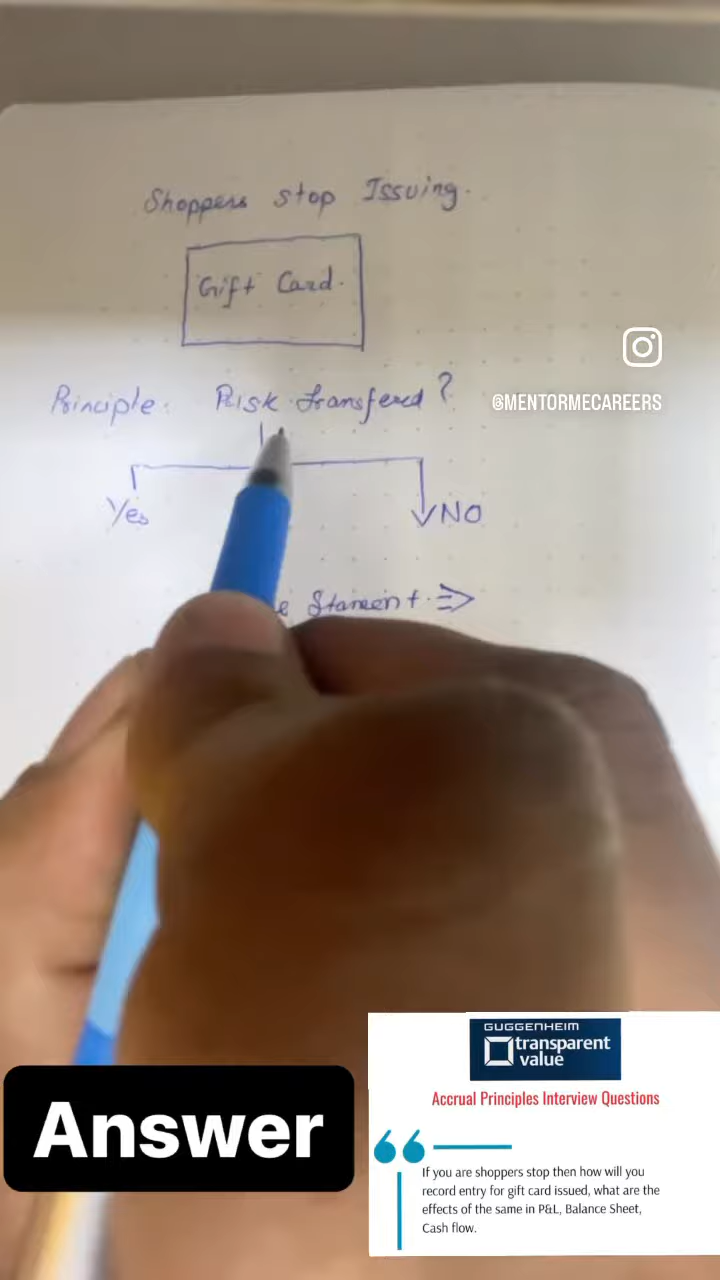 Shoppers stop Issuing.
Gift Card.
@MENTORMECAREERS
Principle: Risk transfered?
Yes
NO
Stament.
GUGGENHEIM
transparent
value
Accrual Principles Interview Questions
If you are shoppers stop then how will you
record entry for gift card issued, what are the
effects of the same in P&L, Balance Sheet,
Cash flow.
Answer